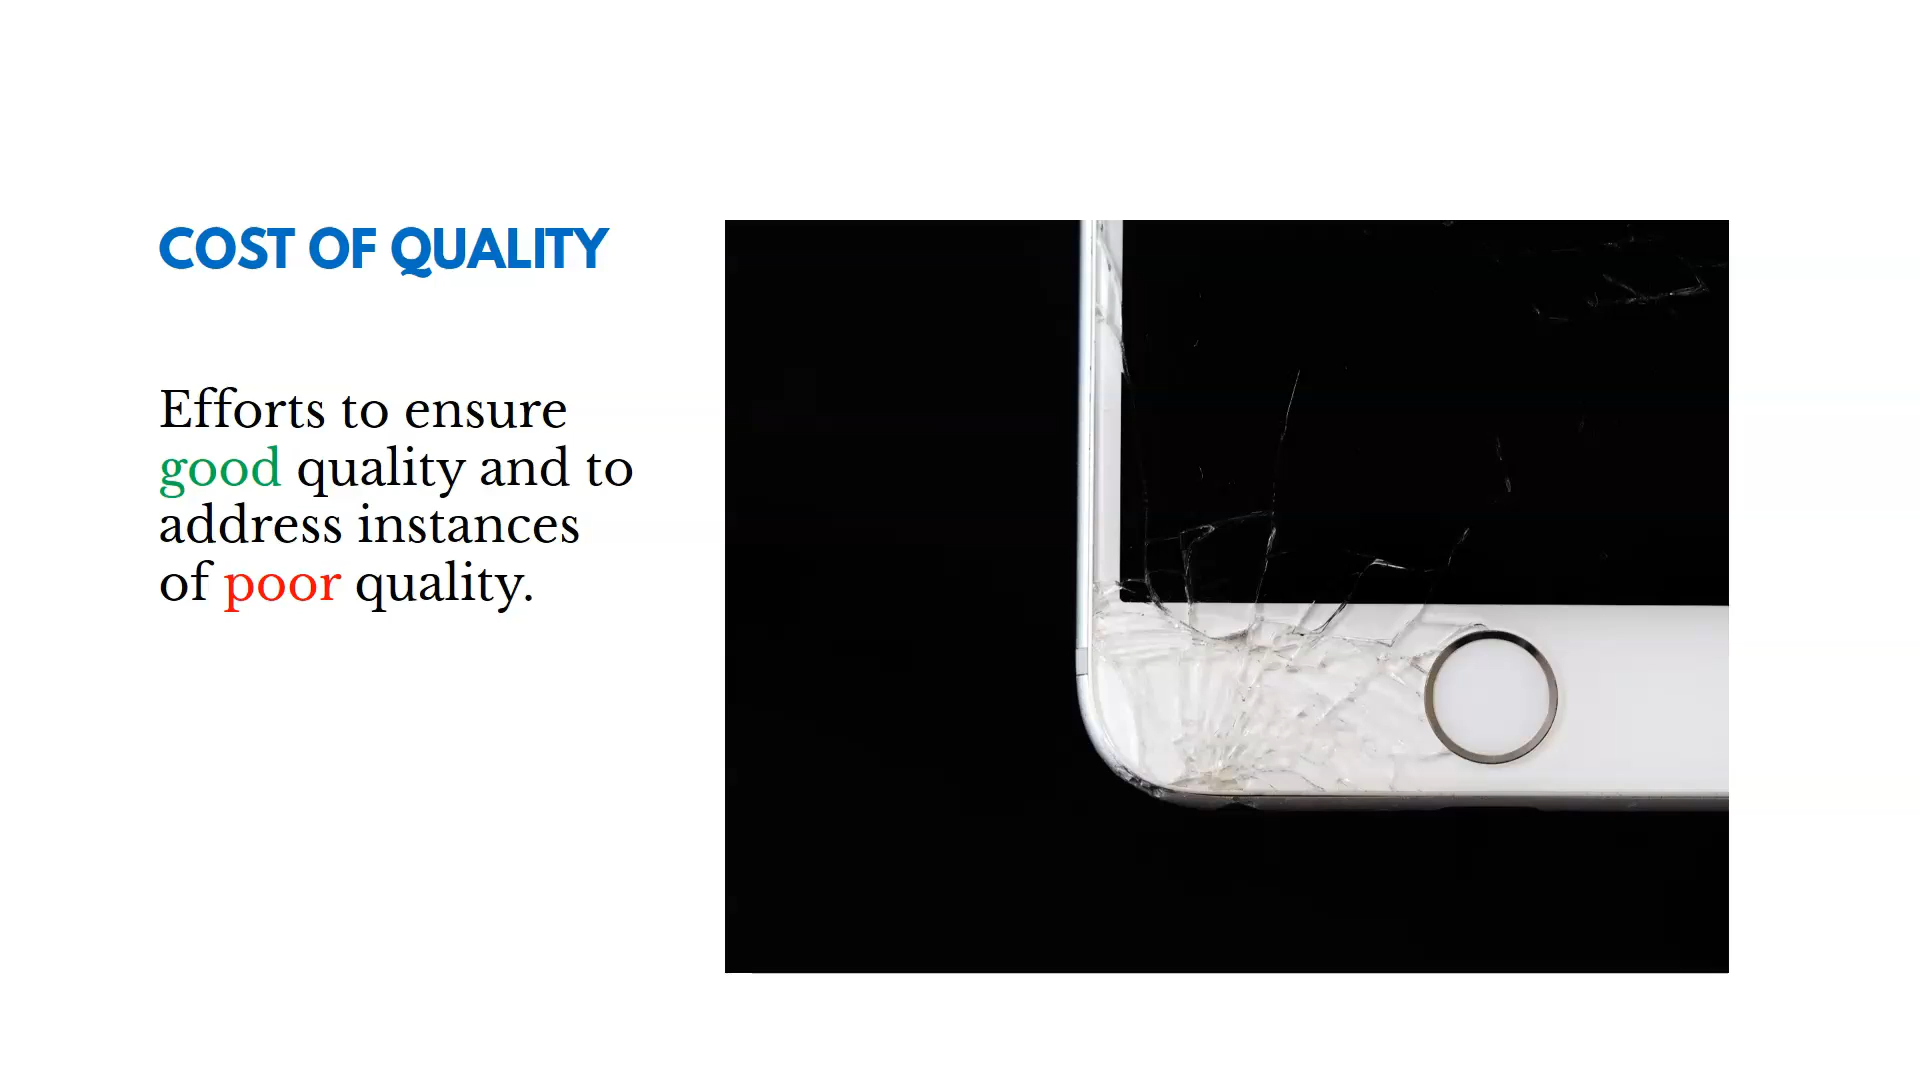 COST OF QUALITY
Efforts to ensure
good quality and to
address instances
of poor quality.